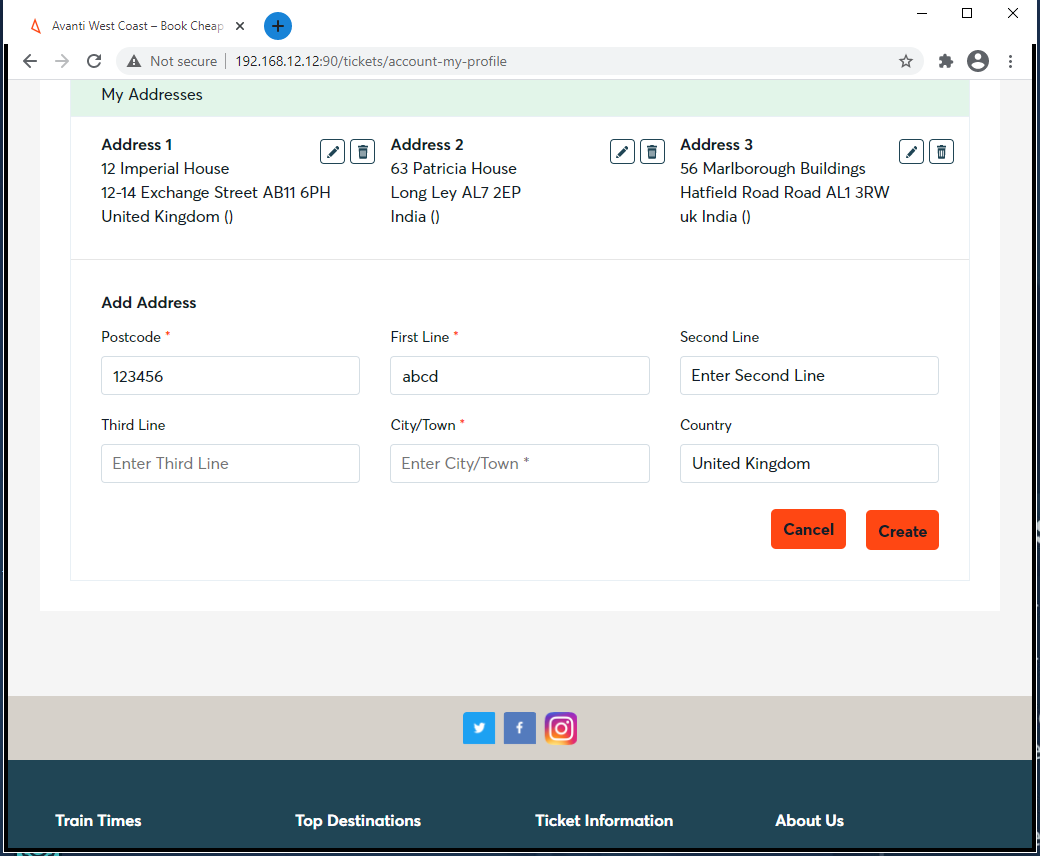 Avanti West Coast – Book Cheap
Not secure | 192.168.12.12:90/tickets/account-my-profile
My Addresses
Address 1
12 Imperial House
12-14 Exchange Street AB11 6PH
United Kingdom ()
Address 2
63 Patricia House
Long Ley AL7 2EP
India ()
Address 3
56 Marlborough Buildings
Hatfield Road Road AL1 3RW
uk India ()
Add Address
Postcode * First Line * Second Line
123456 abcd Enter Second Line
Third Line City/Town * Country
Enter Third Line Enter City/Town * United Kingdom
Cancel Create
Train Times Top Destinations Ticket Information About Us